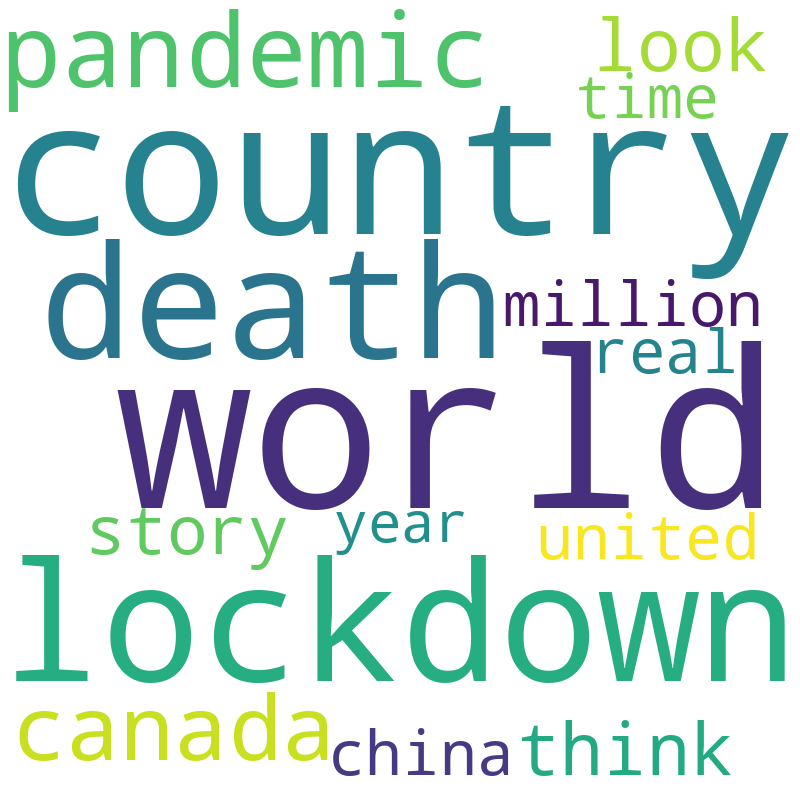 pandemic look
time
country
death
million
real
world
story year united
lockdown
canada
china think